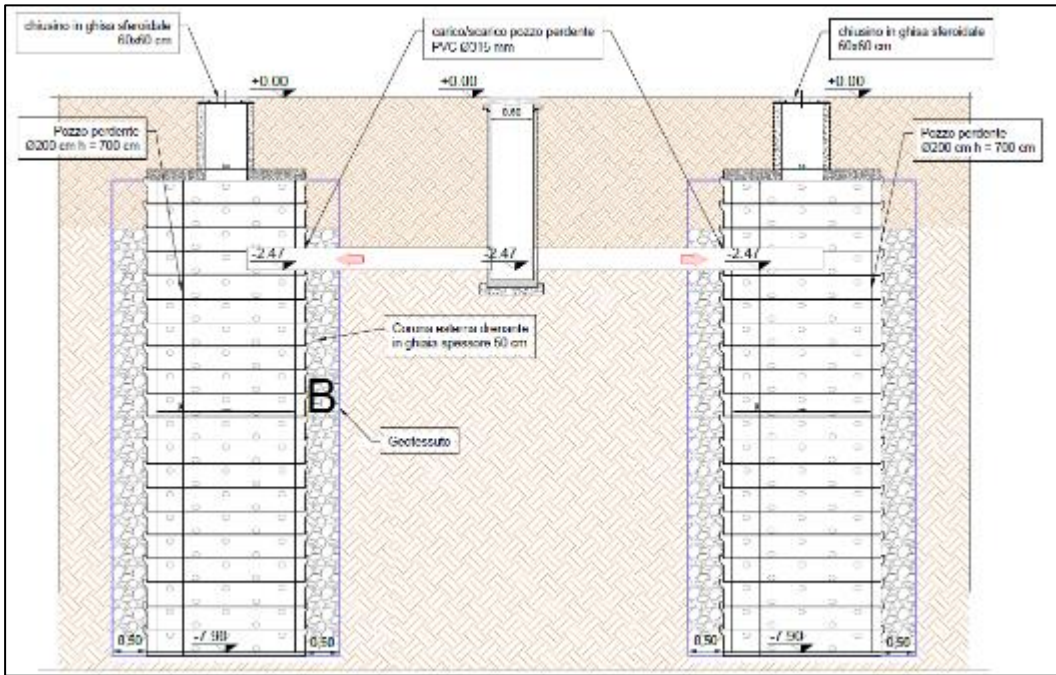 chiusino in ghisa sferoidale
60x60 cm
carico/scarico pozzo perdente
PVC Ø315 mm
chiusino in ghisa sferoidale
60x60 cm
+0.00
+0.00
+0.00
0.60
Pozzo perdente
Ø200 cm h = 700 cm
Pozzo perdente
Ø200 cm h = 700 cm
-2.47
-2.47
-2.47
Corona esterna drenante
in ghiaia spessore 50 cm
B
Geotessuto
0,50
-7.90
0,50
0,50
-7.90
0,50